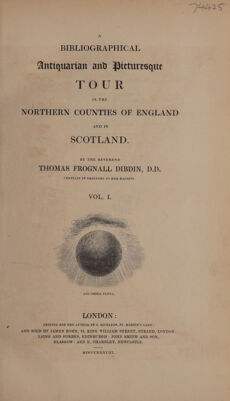 74425
A
BIBLIOGRAPHICAL
Antiquarian and Picturesque
TOUR
IN THE
NORTHERN COUNTIES OF ENGLAND
AND IN
SCOTLAND.
BY THE REVEREND
THOMAS FROGNALL DIBDIN, D.D.
CHAPLAIN IN ORDINARY TO HER MAJESTY.
VOL. I.
LONDON:
PRINTED FOR THE AUTHOR BY C. RICHARDS, ST. MARTIN'S LANE:
AND SOLD BY JAMES BOHN, 12, KING WILLIAM STREET, STRAND, LONDON:
LAING AND FORBES, EDINBURGH: JOHN SMITH AND SON,
GLASGOW: AND E. CHARNLEY, NEWCASTLE.
MDCCCXXXVIII.